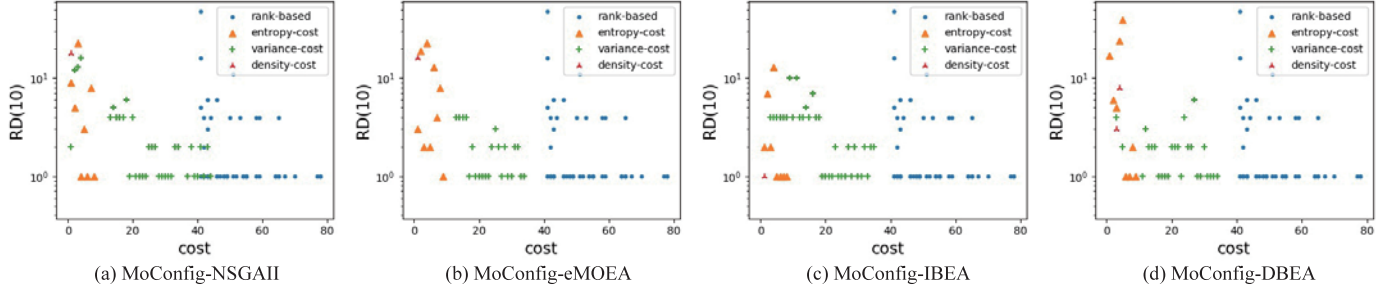 RD(10)
10¹
10⁰
rank-based
entropy-cost
variance-cost
density-cost
0 20 40 60 80
cost
(a) MoConfig-NSGAII
RD(10)
10¹
10⁰
rank-based
entropy-cost
variance-cost
density-cost
0 20 40 60 80
cost
(b) MoConfig-eMOEA
RD(10)
10¹
10⁰
rank-based
entropy-cost
variance-cost
density-cost
0 20 40 60 80
cost
(c) MoConfig-IBEA
RD(10)
10¹
10⁰
rank-based
entropy-cost
variance-cost
density-cost
0 20 40 60 80
cost
(d) MoConfig-DBEA